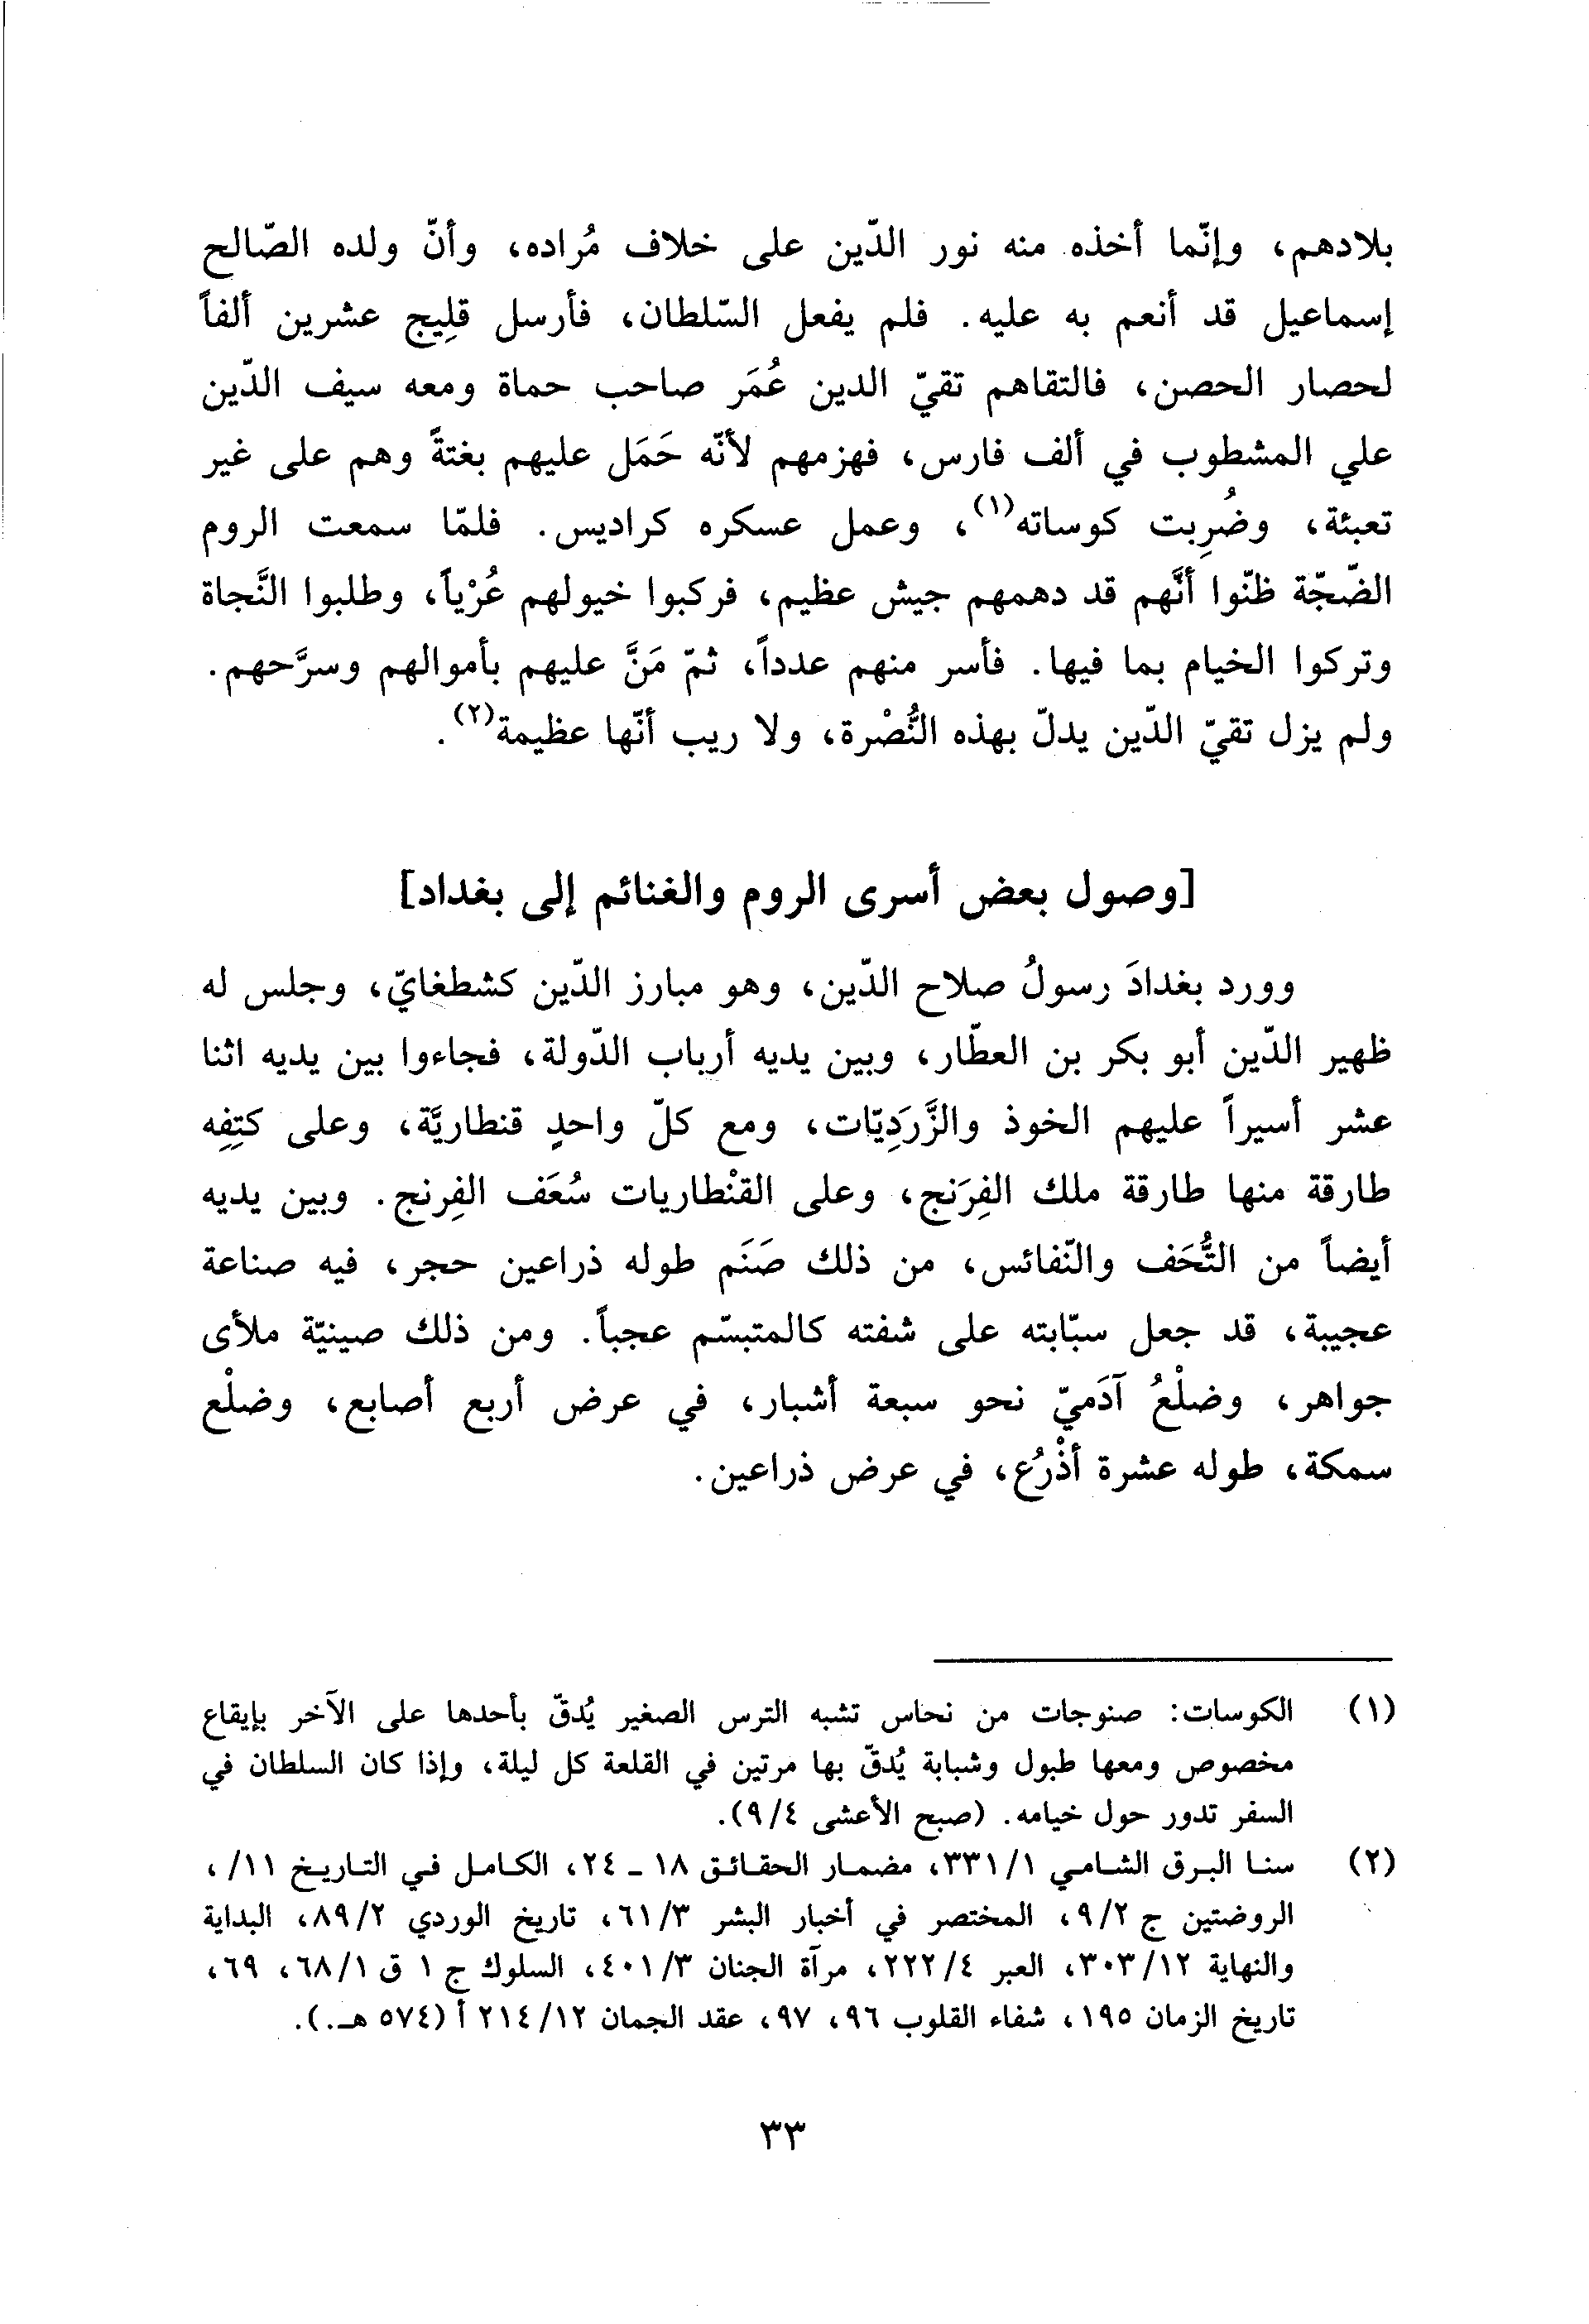 بلادهم، وإنّما أخذه منه نور الدّين على خلاف مُراده، وأنّ ولده الصّالح
إسماعيل قد أنعم به عليه. فلم يفعل السّلطان، فأرسل قلِيج عشرين ألفاً
لحصار الحصن، فالتقاهم تقيّ الدين عُمَر صاحب حماة ومعه سيف الدّين
علي المشطوب في ألف فارس، فهزمهم لأنّه حَمَل عليهم بغتةً وهم على غير
تعبئة، وضُرِبت كوساته(١)، وعمل عسكره كراديس. فلمّا سمعت الروم
الضّجّة ظنّوا أنَّهم قد دهمهم جيش عظيم، فركبوا خيولهم عُرْياً، وطلبوا النَّجاة
وتركوا الخيام بما فيها. فأسر منهم عدداً، ثمّ مَنَّ عليهم بأموالهم وسرَّحهم.
ولم يزل تقيّ الدّين يدلّ بهذه النُّصْرة، ولا ريب أنّها عظيمة(٢).
[وصول بعض أسرى الروم والغنائم إلى بغداد]
وورد بغدادَ رسولُ صلاح الدّين، وهو مبارز الدّين كشطغايّ، وجلس له
ظهير الدّين أبو بكر بن العطّار، وبين يديه أرباب الدّولة، فجاءوا بين يديه اثنا
عشر أسيراً عليهم الخوذ والزَّرَدِيّات، ومع كلّ واحدٍ قنطاريَّة، وعلى كتِفِه
طارقة منها طارقة ملك الفِرَنج، وعلى القنْطاريات سُعَف الفِرنج. وبين يديه
أيضاً من التُّحَف والنّفائس، من ذلك صَنَم طوله ذراعين حجر، فيه صناعة
عجيبة، قد جعل سبّابته على شفته كالمتبسّم عجباً. ومن ذلك صينيّة ملأى
جواهر، وضلْعُ آدَميّ نحو سبعة أشبار، في عرض أربع أصابع، وضلْع
سمكة، طوله عشرة أذْرُع، في عرض ذراعين.
(١) الكوسات: صنوجات من نحاس تشبه الترس الصغير يُدقّ بأحدها على الآخر بإيقاع
مخصوص ومعها طبول وشبابة يُدقّ بها مرتين في القلعة كل ليلة، وإذا كان السلطان في
السفر تدور حول خيامه. (صبح الأعشى ٩/٤).
(٢) سنا البرق الشامي ٣٣١/١، مضمار الحقائق ١٨ ـ ٢٤، الكامل في التاريخ ١١/ ،
الروضتين ج ٩/٢، المختصر في أخبار البشر ٦١/٣، تاريخ الوردي ٨٩/٢، البداية
والنهاية ٣٠٣/١٢، العبر ٢٢٢/٤، مرآة الجنان ٤٠١/٣، السلوك ج ١ ق ٦٨/١، ٦٩،
تاريخ الزمان ١٩٥، شفاء القلوب ٩٦، ٩٧، عقد الجمان ٢١٤/١٢ أ (٥٧٤ هـ.).
٣٣